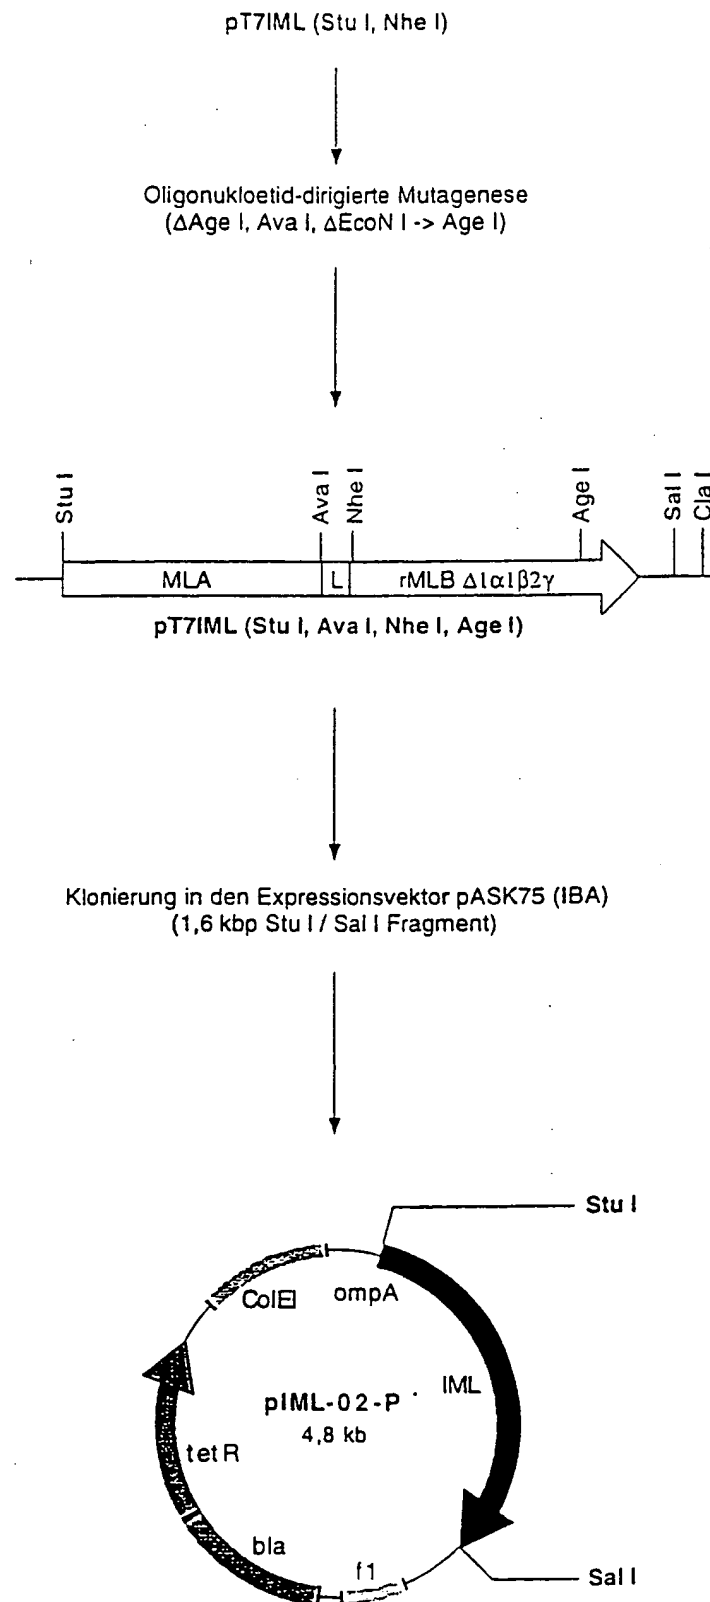 pT7IML (Stu I, Nhe I)
Oligonukloetid-dirigierte Mutagenese
(ΔAge I, Ava I, ΔEcoN I -> Age I)
Stu I
Ava I
Nhe I
Age I
Sal I
Cla I
MLA
L
rMLB Δ1α1β2γ
pT7IML (Stu I, Ava I, Nhe I, Age I)
Klonierung in den Expressionsvektor pASK75 (IBA)
(1,6 kbp Stu I / Sal I Fragment)
Stu I
ColEI
ompA
IML
pIML-02-P
4,8 kb
tetR
bla
f1
Sal I